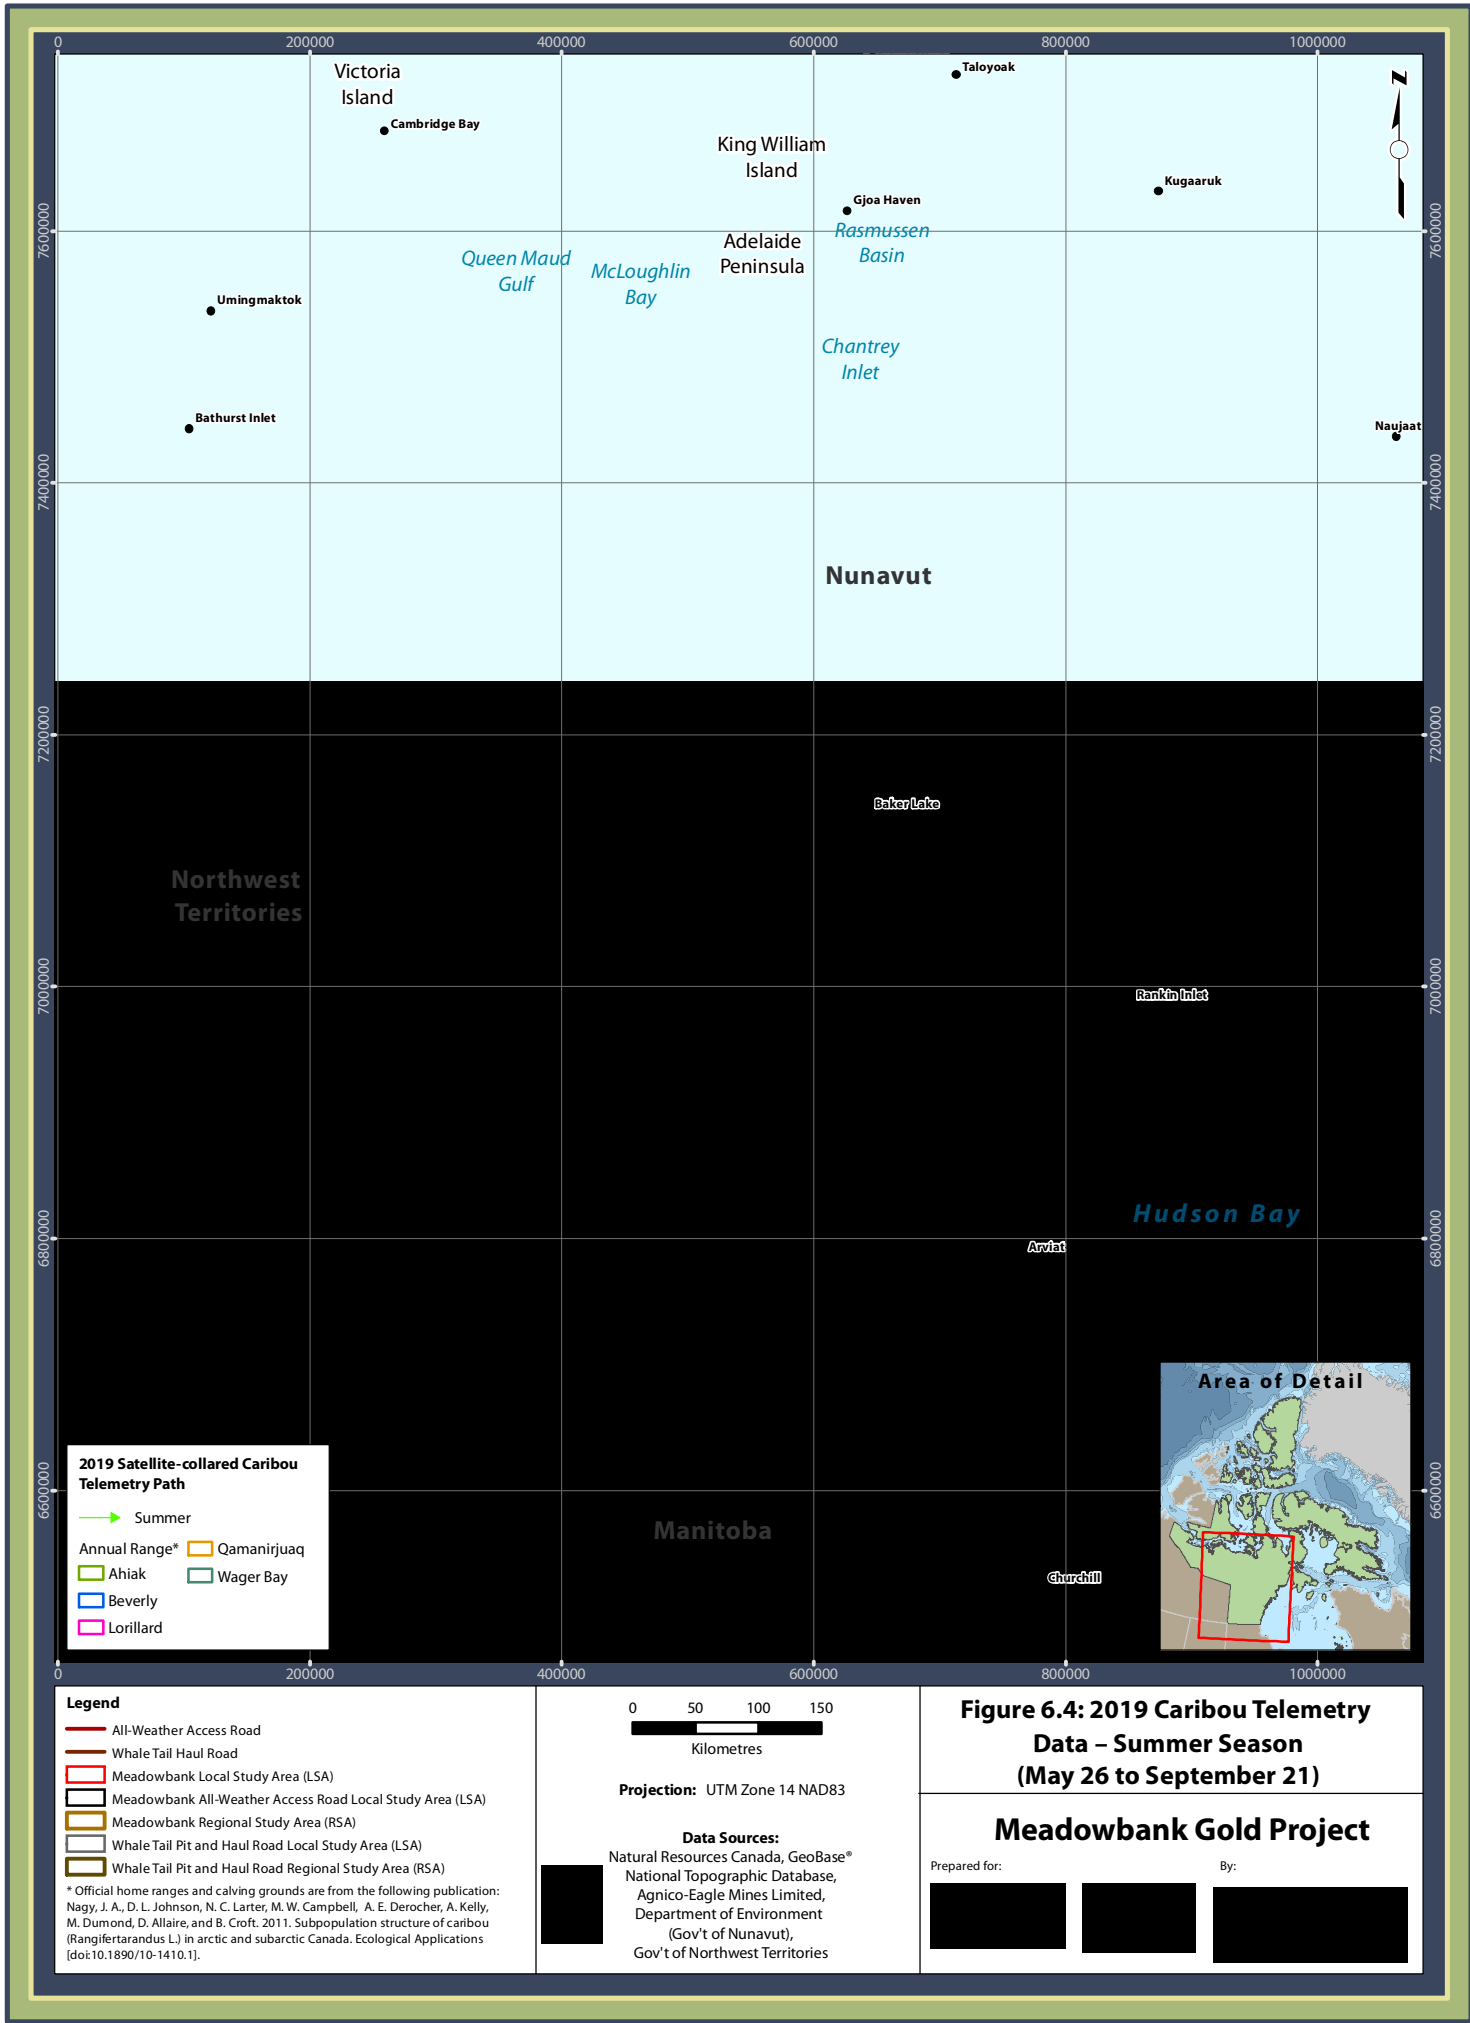 0 200000 400000 600000 800000 1000000
Victoria
Island
Taloyoak
Cambridge Bay
King William
Island
Kugaaruk
Gjoa Haven
N
7600000 7600000
Rasmussen
Basin
Adelaide
Peninsula
Queen Maud
Gulf
McLoughlin
Bay
Umingmaktok
Chantrey
Inlet
Bathurst Inlet
Naujaat
7400000 7400000
Nunavut
7200000 7200000
Baker Lake
Northwest
Territories
7000000 7000000
Rankin Inlet
Hudson Bay
6800000 6800000
Arviat
Area of Detail
2019 Satellite-collared Caribou
Telemetry Path
Summer
Annual Range*
Ahiak
Beverly
Lorillard
Qamanirjuaq
Wager Bay
6600000 6600000
Manitoba
Churchill
0 200000 400000 600000 800000 1000000
Legend
All-Weather Access Road
Whale Tail Haul Road
Meadowbank Local Study Area (LSA)
Meadowbank All-Weather Access Road Local Study Area (LSA)
Meadowbank Regional Study Area (RSA)
Whale Tail Pit and Haul Road Local Study Area (LSA)
Whale Tail Pit and Haul Road Regional Study Area (RSA)
* Official home ranges and calving grounds are from the following publication:
Nagy, J. A., D. L. Johnson, N. C. Larter, M. W. Campbell, A. E. Derocher, A. Kelly,
M. Dumond, D. Allaire, and B. Croft. 2011. Subpopulation structure of caribou
(Rangifertarandus L.) in arctic and subarctic Canada. Ecological Applications
[doi:10.1890/10-1410.1].
0 50 100 150
Kilometres
Projection: UTM Zone 14 NAD83
Data Sources:
Natural Resources Canada, GeoBase®
National Topographic Database,
Agnico-Eagle Mines Limited,
Department of Environment
(Gov't of Nunavut),
Gov't of Northwest Territories
Figure 6.4: 2019 Caribou Telemetry
Data – Summer Season
(May 26 to September 21)
Meadowbank Gold Project
Prepared for: By: